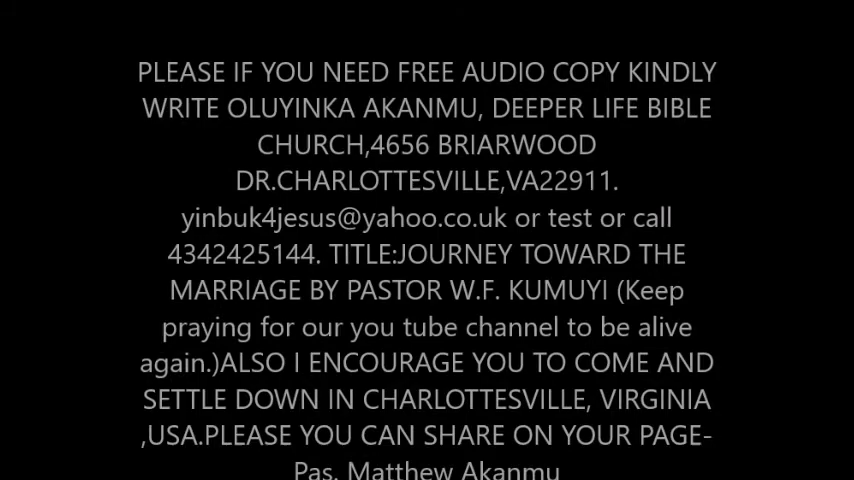 PLEASE IF YOU NEED FREE AUDIO COPY KINDLY
WRITE OLUYINKA AKANMU, DEEPER LIFE BIBLE
CHURCH,4656 BRIARWOOD
DR.CHARLOTTESVILLE,VA22911.
yinbuk4jesus@yahoo.co.uk or test or call
4342425144. TITLE:JOURNEY TOWARD THE
MARRIAGE BY PASTOR W.F. KUMUYI (Keep
praying for our you tube channel to be alive
again.)ALSO I ENCOURAGE YOU TO COME AND
SETTLE DOWN IN CHARLOTTESVILLE, VIRGINIA
,USA.PLEASE YOU CAN SHARE ON YOUR PAGE-
Pas. Matthew Akanmu